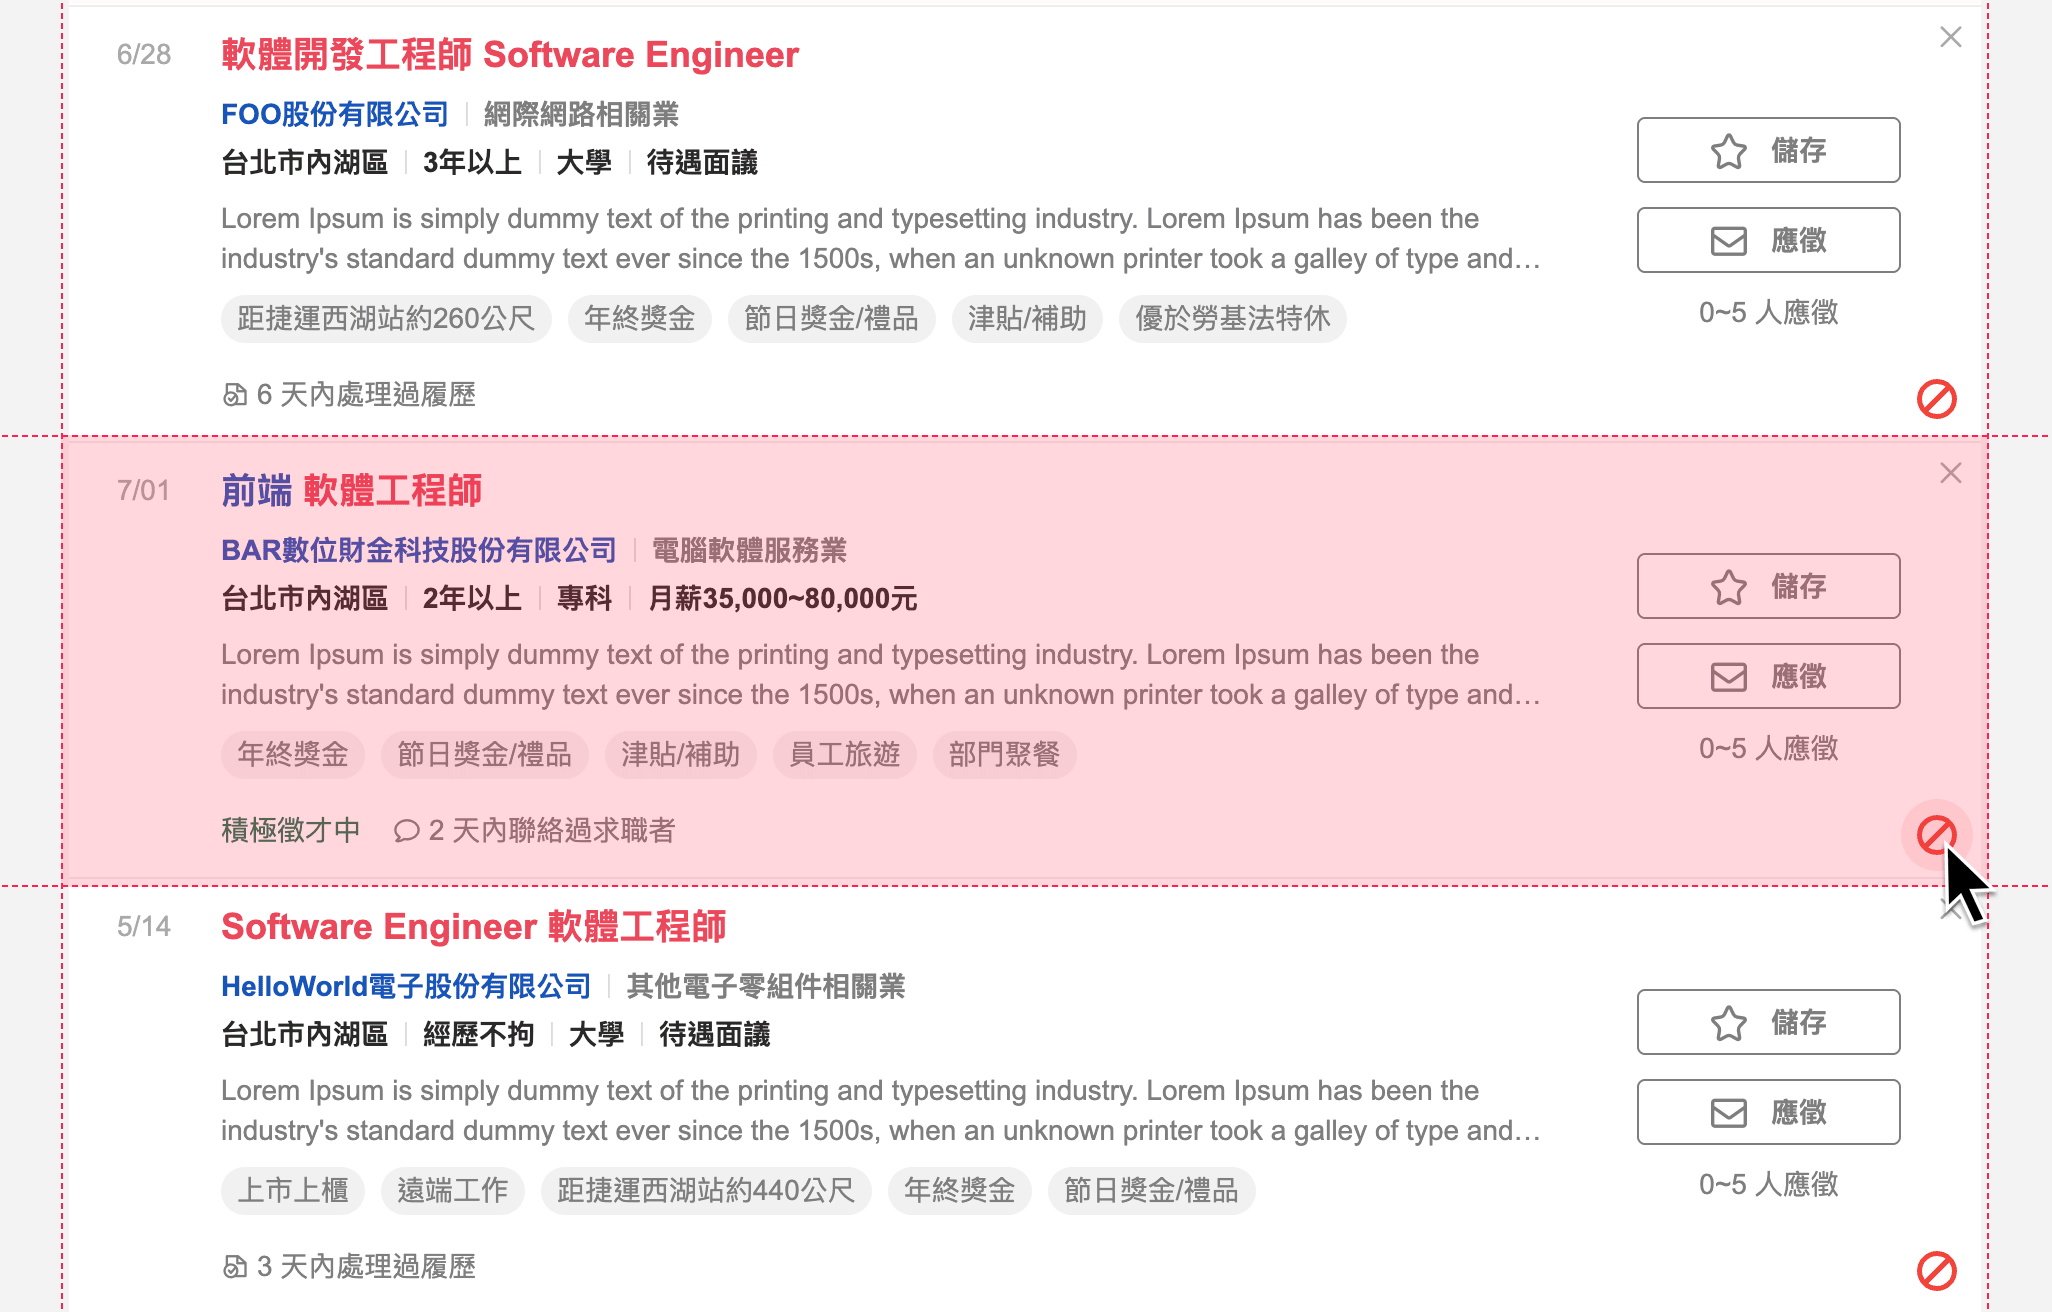 6/28 軟體開發工程師 Software Engineer
FOO股份有限公司 網際網路相關業
台北市內湖區 3年以上 大學 待遇面議
儲存
Lorem Ipsum is simply dummy text of the printing and typesetting industry. Lorem Ipsum has been the
industry's standard dummy text ever since the 1500s, when an unknown printer took a galley of type and…
應徵
距捷運西湖站約260公尺 年終獎金 節日獎金/禮品 津貼/補助 優於勞基法特休
0~5 人應徵
6 天內處理過履歷
7/01 前端 軟體工程師
BAR數位財金科技股份有限公司 電腦軟體服務業
台北市內湖區 2年以上 專科 月薪35,000~80,000元
儲存
Lorem Ipsum is simply dummy text of the printing and typesetting industry. Lorem Ipsum has been the
industry's standard dummy text ever since the 1500s, when an unknown printer took a galley of type and…
應徵
年終獎金 節日獎金/禮品 津貼/補助 員工旅遊 部門聚餐
0~5 人應徵
積極徵才中 2 天內聯絡過求職者
5/14 Software Engineer 軟體工程師
HelloWorld電子股份有限公司 其他電子零組件相關業
台北市內湖區 經歷不拘 大學 待遇面議
儲存
Lorem Ipsum is simply dummy text of the printing and typesetting industry. Lorem Ipsum has been the
industry's standard dummy text ever since the 1500s, when an unknown printer took a galley of type and…
應徵
上市上櫃 遠端工作 距捷運西湖站約440公尺 年終獎金 節日獎金/禮品
0~5 人應徵
3 天內處理過履歷